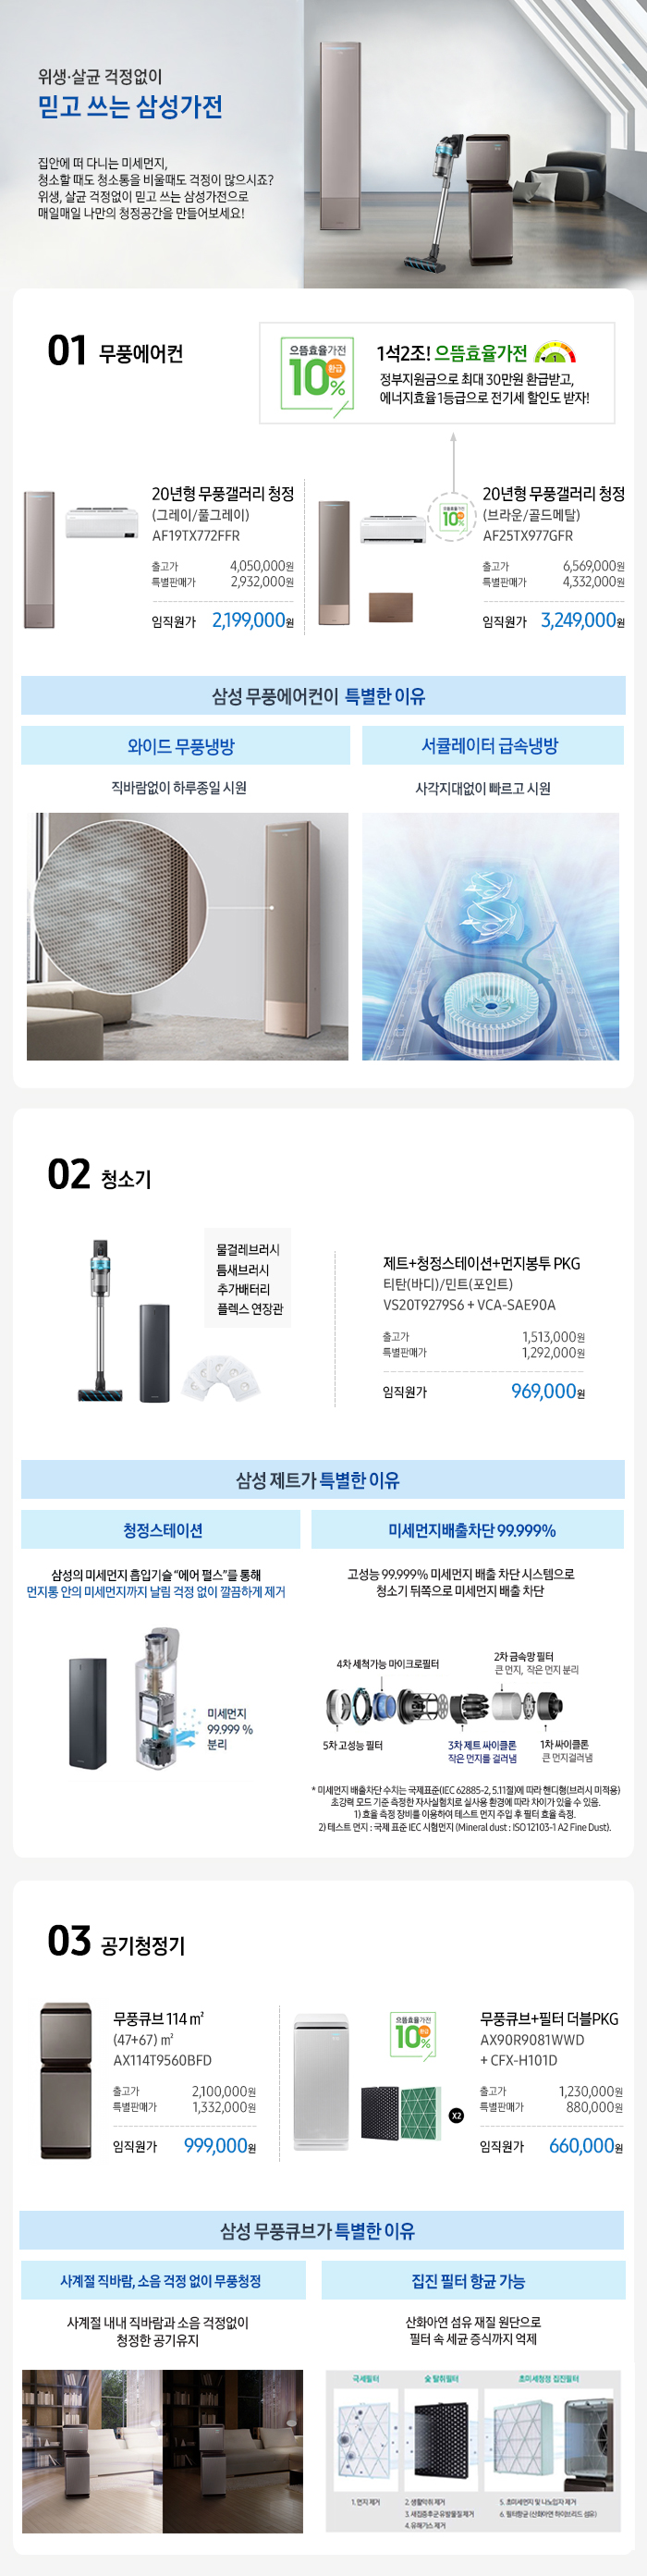 위생·살균 걱정없이
믿고 쓰는 삼성가전
집안에 떠 다니는 미세먼지,
청소할 때도 청소통을 비울때도 걱정이 많으시죠?
위생, 살균 걱정없이 믿고 쓰는 삼성가전으로
매일매일 나만의 청정공간을 만들어보세요!
01 무풍에어컨
으뜸효율가전
10%
환급
1석2조! 으뜸효율가전
1
정부지원금으로 최대 30만원 환급받고,
에너지효율 1등급으로 전기세 할인도 받자!
20년형 무풍갤러리 청정
(그레이/풀그레이)
AF19TX772FFR
출고가 4,050,000원
특별판매가 2,932,000원
임직원가 2,199,000원
으뜸효율가전
10%
환급
20년형 무풍갤러리 청정
(브라운/골드메탈)
AF25TX977GFR
출고가 6,569,000원
특별판매가 4,332,000원
임직원가 3,249,000원
삼성 무풍에어컨이 특별한 이유
와이드 무풍냉방
직바람없이 하루종일 시원
서큘레이터 급속냉방
사각지대없이 빠르고 시원
02 청소기
물걸레브러시
틈새브러시
추가배터리
플렉스 연장관
제트+청정스테이션+먼지봉투 PKG
티탄(바디)/민트(포인트)
VS20T9279S6 + VCA-SAE90A
출고가 1,513,000원
특별판매가 1,292,000원
임직원가 969,000원
삼성 제트가 특별한 이유
청정스테이션
삼성의 미세먼지 흡입기술 “에어 펄스”를 통해
먼지통 안의 미세먼지까지 날림 걱정 없이 깔끔하게 제거
미세먼지
99.999 %
분리
미세먼지배출차단 99.999%
고성능 99.999% 미세먼지 배출 차단 시스템으로
청소기 뒤쪽으로 미세먼지 배출 차단
4차 세척가능 마이크로필터
2차 금속망 필터
큰 먼지, 작은 먼지 분리
5차 고성능 필터
3차 제트 싸이클론
작은 먼지를 걸러냄
1차 싸이클론
큰 먼지걸러냄
* 미세먼지 배출차단 수치는 국제표준(IEC 62885-2, 5.11절)에 따라 핸디형(브러시 미적용)
초강력 모드 기준 측정한 자사실험치로 실사용 환경에 따라 차이가 있을 수 있음.
1) 효율 측정 장비를 이용하여 테스트 먼지 주입 후 필터 효율 측정.
2) 테스트 먼지 : 국제 표준 IEC 시험먼지 (Mineral dust : ISO 12103-1 A2 Fine Dust).
03 공기청정기
무풍큐브 114 ㎡
(47+67) ㎡
AX114T9560BFD
출고가 2,100,000원
특별판매가 1,332,000원
임직원가 999,000원
으뜸효율가전
10%
환급
X2
무풍큐브+필터 더블PKG
AX90R9081WWD
+ CFX-H101D
출고가 1,230,000원
특별판매가 880,000원
임직원가 660,000원
삼성 무풍큐브가 특별한 이유
사계절 직바람, 소음 걱정 없이 무풍청정
사계절 내내 직바람과 소음 걱정없이
청정한 공기유지
집진 필터 항균 가능
산화아연 섬유 재질 원단으로
필터 속 세균 증식까지 억제
극세필터
숯 탈취필터
초미세청정 집진필터
1. 먼지 제거
2. 생활악취 제거
3. 새집증후군 유발물질 제거
4. 유해가스 제거
5. 초미세먼지 및 나노입자 제거
6. 필터항균 (산화아연 하이브리드 섬유)